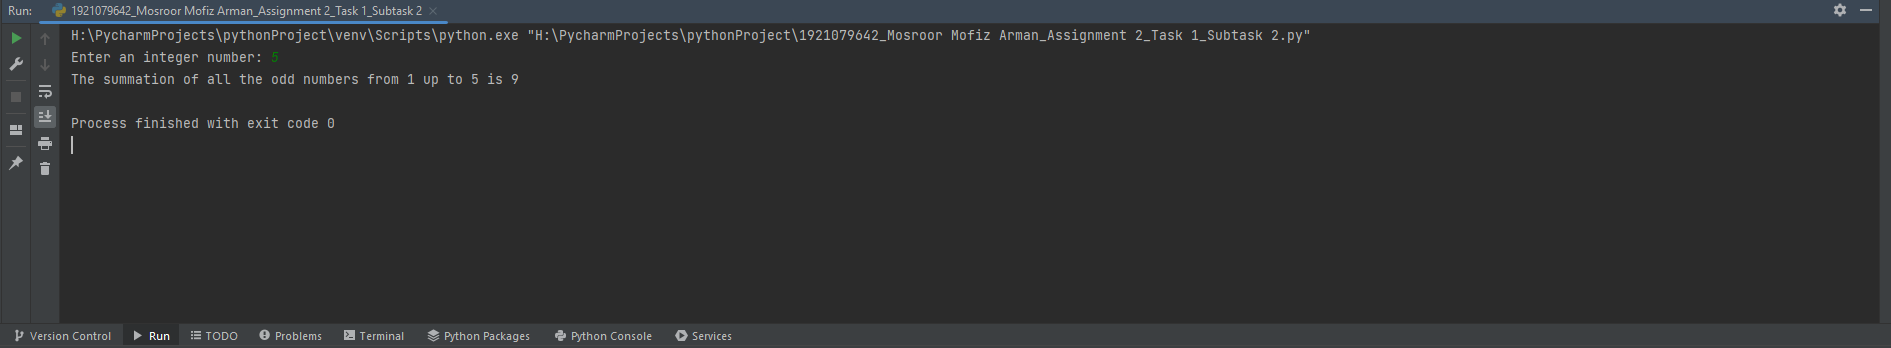 Run: 1921079642_Mosroor Mofiz Arman_Assignment 2_Task 1_Subtask 2
H:\PycharmProjects\pythonProject\venv\Scripts\python.exe "H:\PycharmProjects\pythonProject\1921079642_Mosroor Mofiz Arman_Assignment 2_Task 1_Subtask 2.py"
Enter an integer number: 5
The summation of all the odd numbers from 1 up to 5 is 9
Process finished with exit code 0
Version Control Run TODO Problems Terminal Python Packages Python Console Services